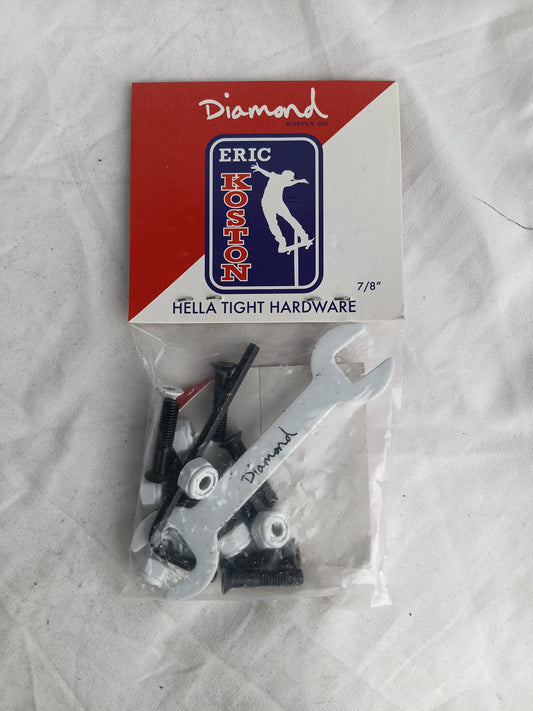 Diamond
SUPPLY CO
ERIC
KOSTON
7/8"
HELLA TIGHT HARDWARE
Diamond